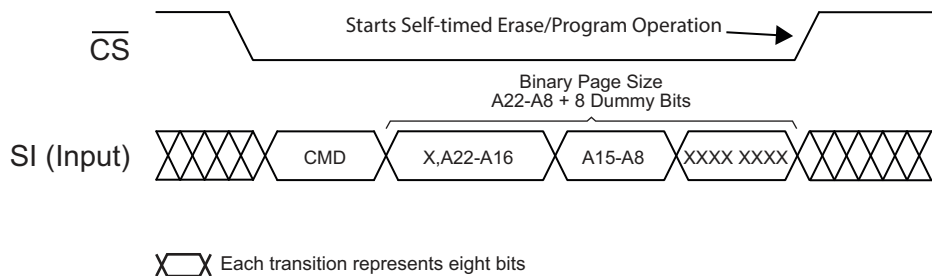 Starts Self-timed Erase/Program Operation
CS
Binary Page Size
A22-A8 + 8 Dummy Bits
SI (Input)
CMD
X,A22-A16
A15-A8
XXXX XXXX
Each transition represents eight bits